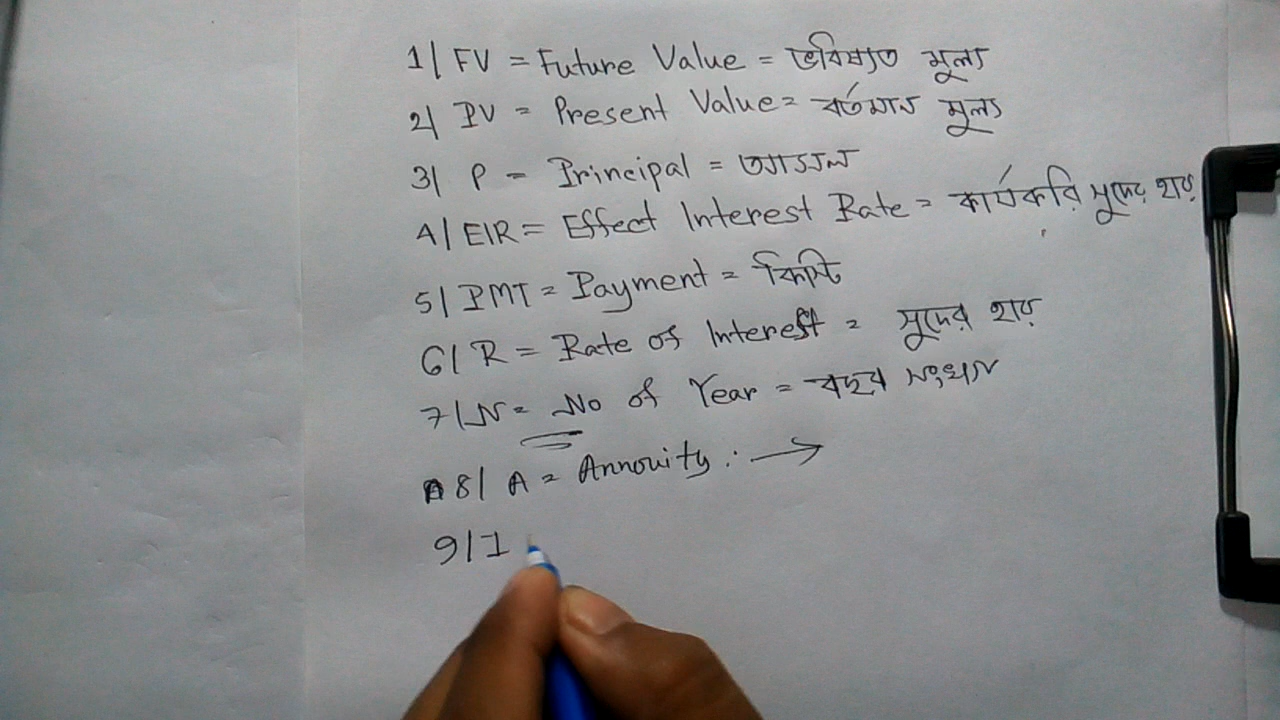 1| FV = Future Value = ভবিষ্যত মূল্য
2| PV = Present Value = বর্তমান মূল্য
3| P = Principal = আসল
4| EIR = Effect Interest Rate = কার্যকরি সুদের হার
5| PMT = Payment = কিস্তি
6| R = Rate of Interest = সুদের হার
7| N = No of Year = বছর সংখ্যা
8| A = Annouity : →
9| I